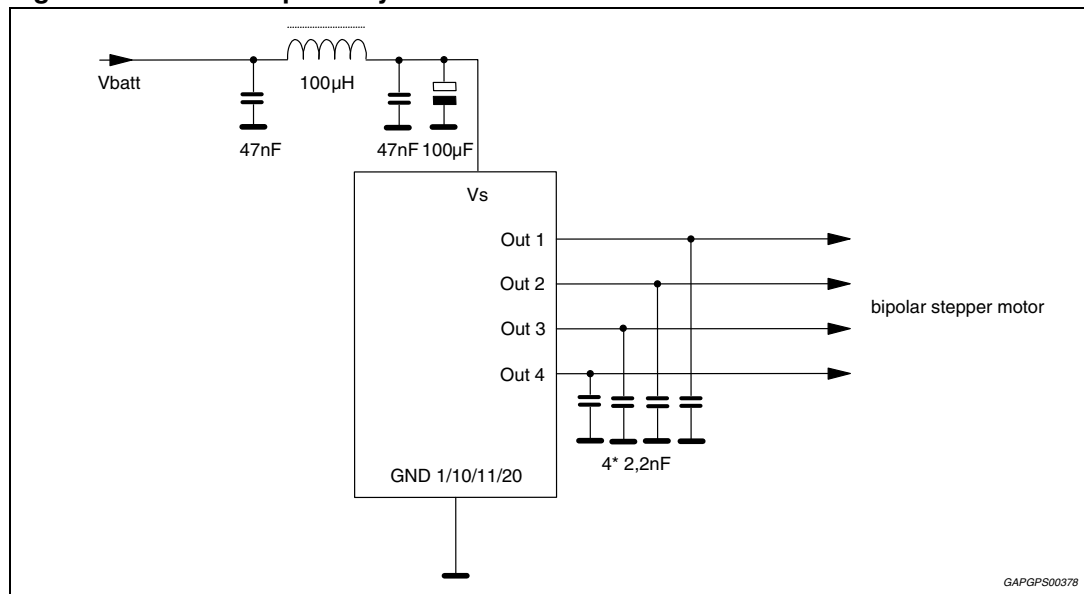 Vbatt
100µH
47nF
47nF 100µF
Vs
Out 1
Out 2
Out 3
Out 4
bipolar stepper motor
4* 2,2nF
GND 1/10/11/20
GAPGPS00378